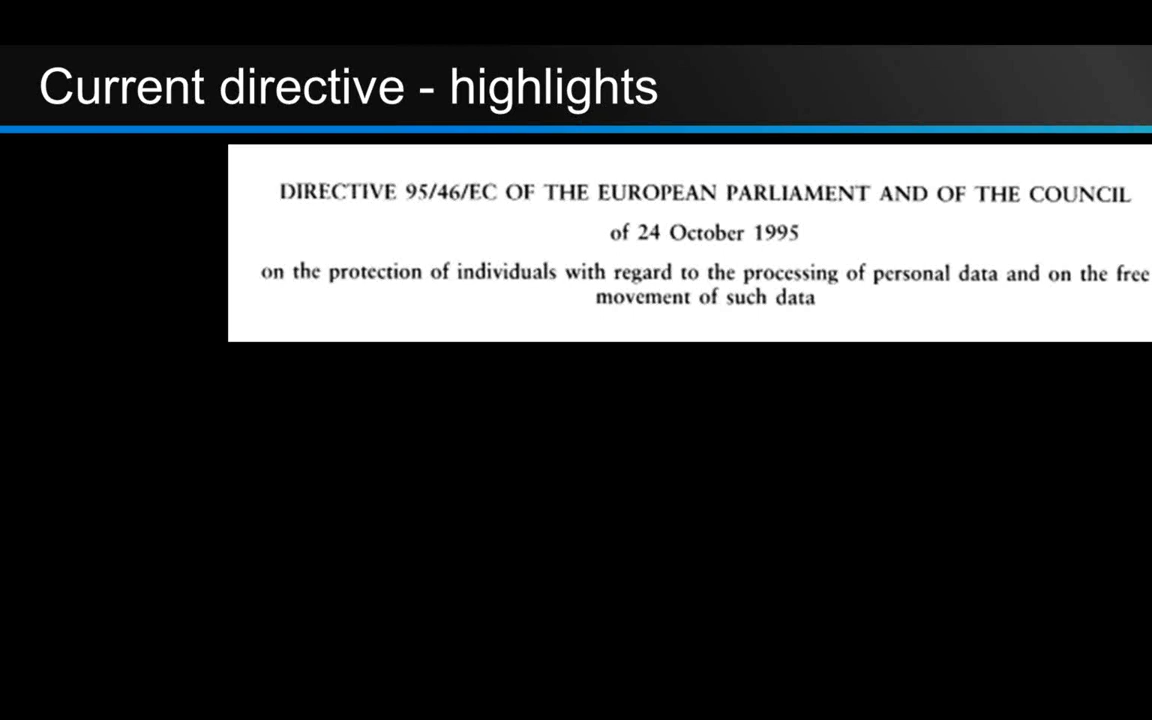 Current directive - highlights
DIRECTIVE 95/46/EC OF THE EUROPEAN PARLIAMENT AND OF THE COUNCIL
of 24 October 1995
on the protection of individuals with regard to the processing of personal data and on the free
movement of such data